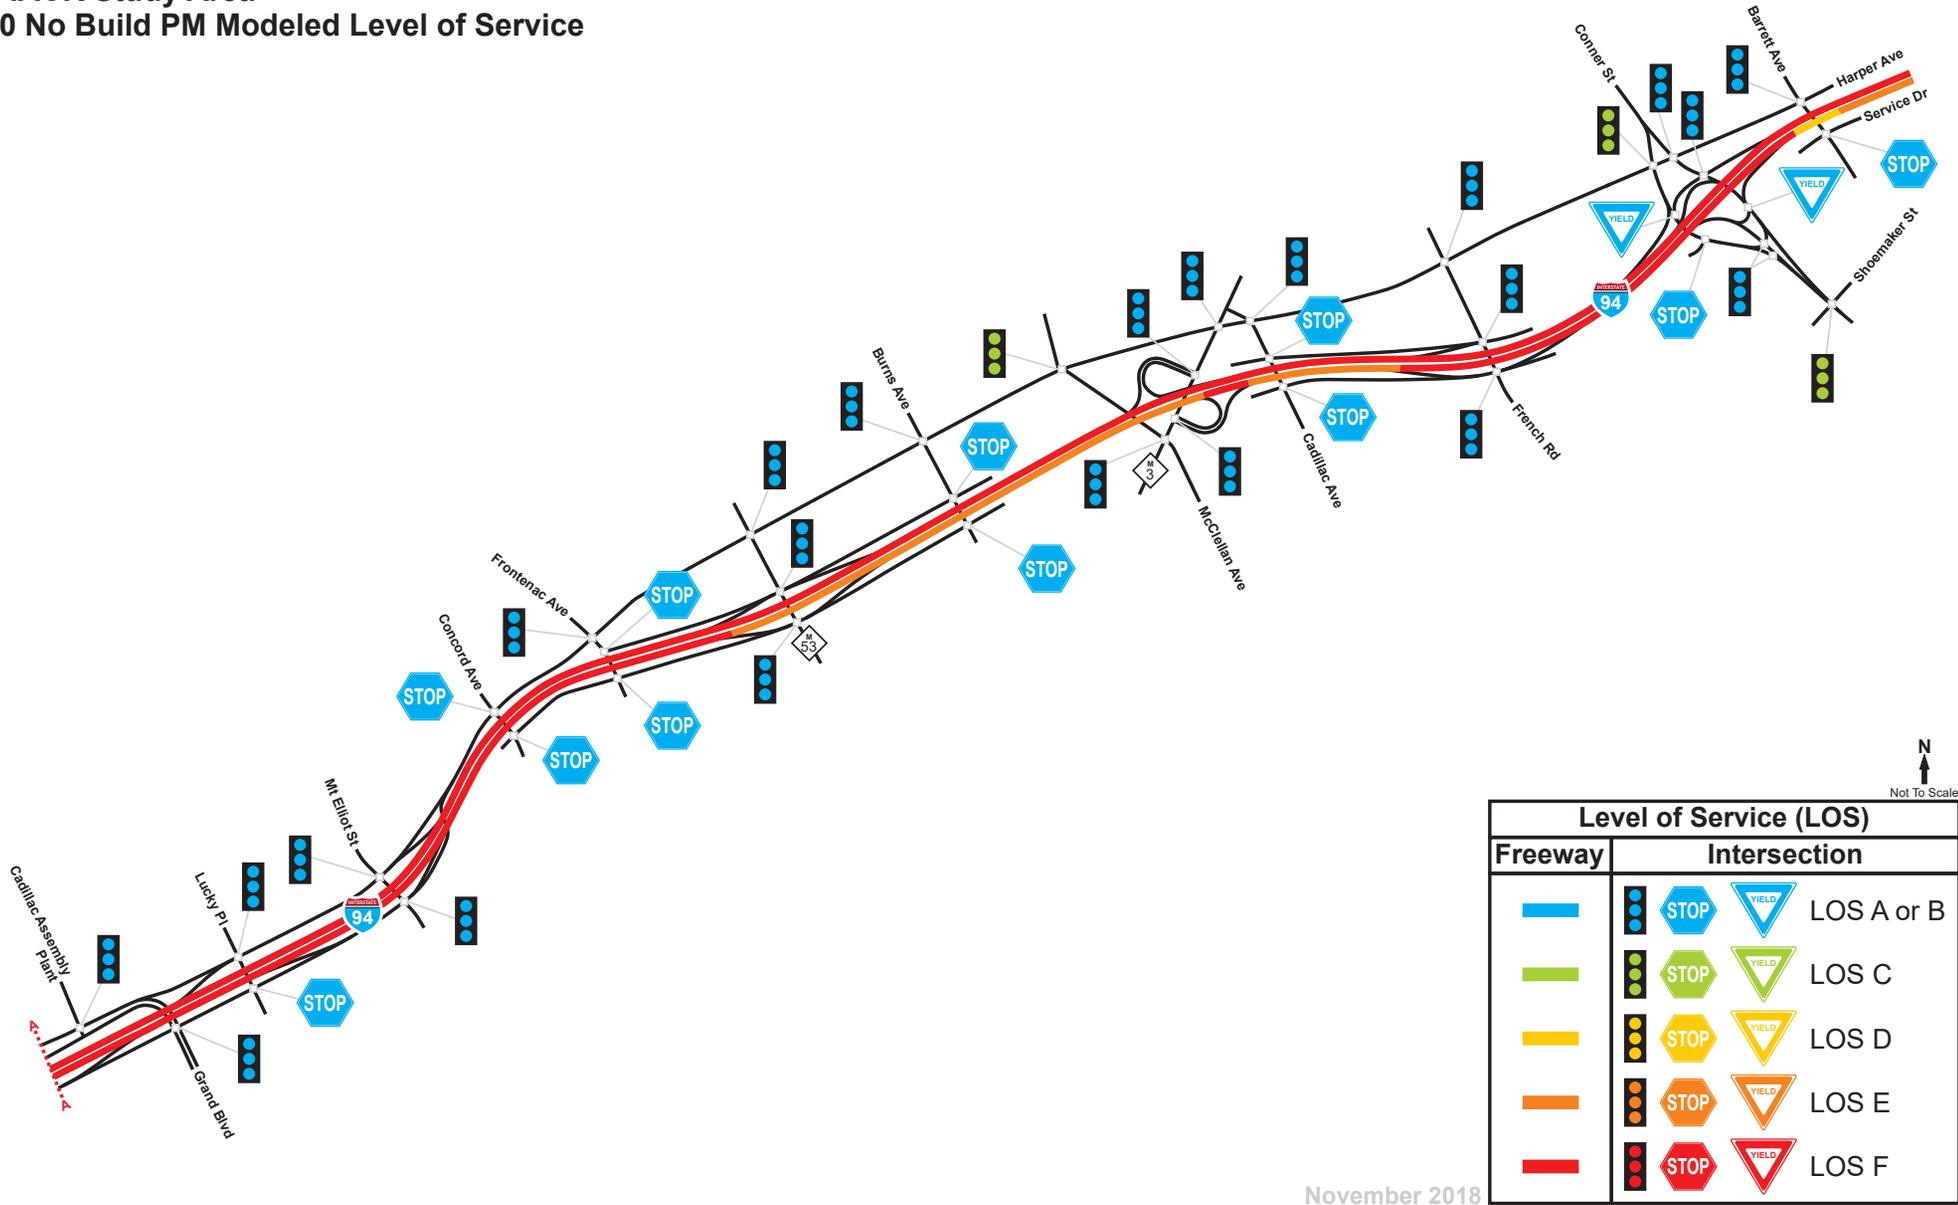 0 No Build PM Modeled Level of Service
Barrett Ave
Conner St
Harper Ave
Service Dr
STOP
YIELD
YIELD
Shoemaker St
INTERSTATE
94
STOP
STOP
Burns Ave
STOP
STOP
French Rd
Cadillac Ave
M
3
McClellan Ave
STOP
Frontenac Ave
STOP
Concord Ave
M
53
STOP
STOP
STOP
Mt Elliot St
Lucky Pl
INTERSTATE
94
Cadillac Assembly
Plant
STOP
A
A
Grand Blvd
N
Not To Scale
Level of Service (LOS)
Freeway Intersection
STOP YIELD LOS A or B
STOP YIELD LOS C
STOP YIELD LOS D
STOP YIELD LOS E
STOP YIELD LOS F
November 2018